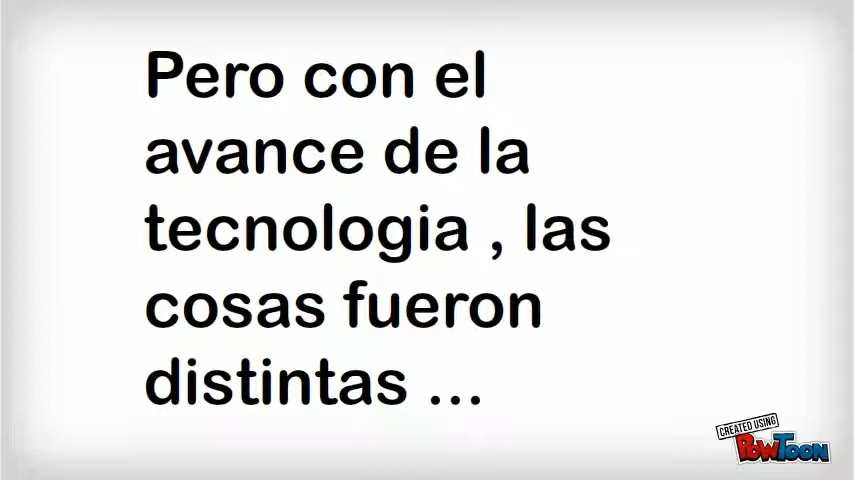 Pero con el
avance de la
tecnologia , las
cosas fueron
distintas ...
CREATED USING
POWTOON